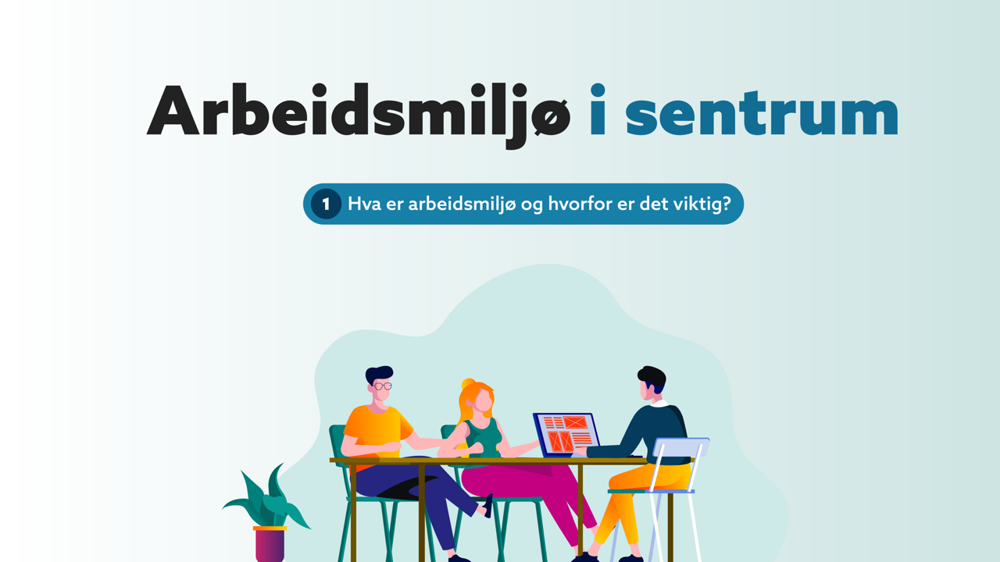 Arbeidsmiljø i sentrum
1 Hva er arbeidsmiljø og hvorfor er det viktig?